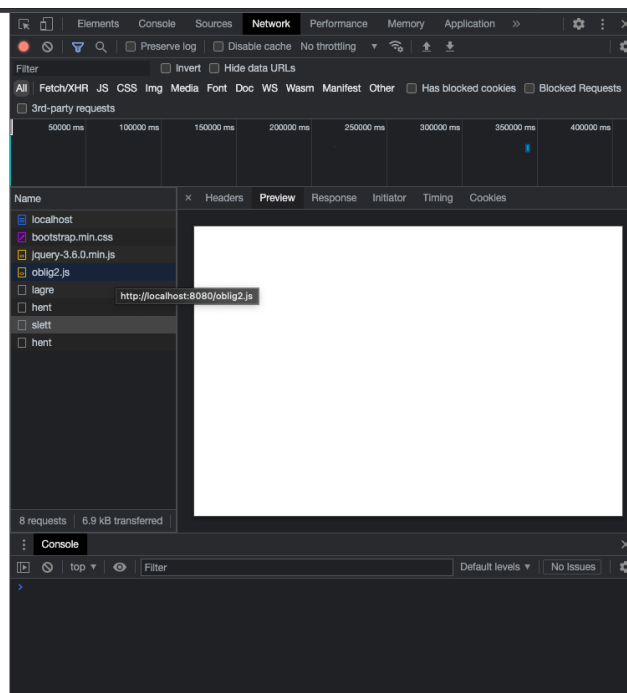 Elements Console Sources Network Performance Memory Application »
Preserve log Disable cache No throttling ▼
Filter Invert Hide data URLs
All Fetch/XHR JS CSS Img Media Font Doc WS Wasm Manifest Other Has blocked cookies Blocked Requests
3rd-party requests
50000 ms 100000 ms 150000 ms 200000 ms 250000 ms 300000 ms 350000 ms 400000 ms
Name × Headers Preview Response Initiator Timing Cookies
localhost
bootstrap.min.css
jquery-3.6.0.min.js
oblig2.js
lagre
http://localhost:8080/oblig2.js
hent
slett
hent
8 requests 6.9 kB transferred
Console
top ▼ Filter Default levels ▼ No Issues